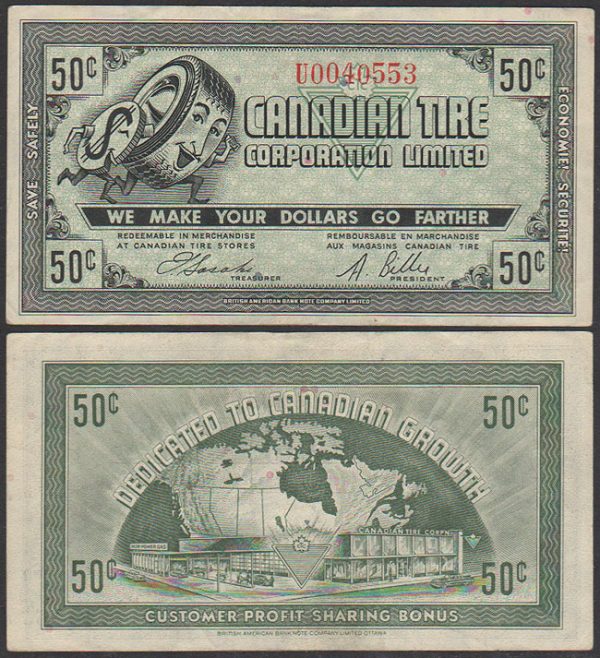 50¢ U0040553 50¢
CANADIAN TIRE
CORPORATION LIMITED
SAVE SAFELY
ECONOMIE SECURITE!
$
WE MAKE YOUR DOLLARS GO FARTHER
REDEEMABLE IN MERCHANDISE REMBOURSABLE EN MARCHANDISE
AT CANADIAN TIRE STORES AUX MAGASINS CANADIAN TIRE
50¢ 50¢
TREASURER PRESIDENT
BRITISH AMERICAN BANK NOTE COMPANY LIMITED
50¢ 50¢
DEDICATED TO CANADIAN GROWTH
CANADIAN TIRE CORPN.
CTC
50¢ 50¢
CUSTOMER PROFIT SHARING BONUS
BRITISH AMERICAN BANK NOTE COMPANY LIMITED OTTAWA